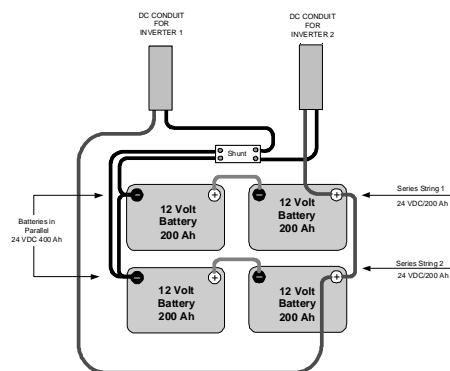 DC CONDUIT
FOR
INVERTER 1
DC CONDUIT
FOR
INVERTER 2
Shunt
12 Volt
Battery
200 Ah
12 Volt
Battery
200 Ah
Series String 1
24 VDC/200 Ah
Batteries in
Parallel
24 VDC 400 Ah
12 Volt
Battery
200 Ah
12 Volt
Battery
200 Ah
Series String 2
24 VDC/200 Ah